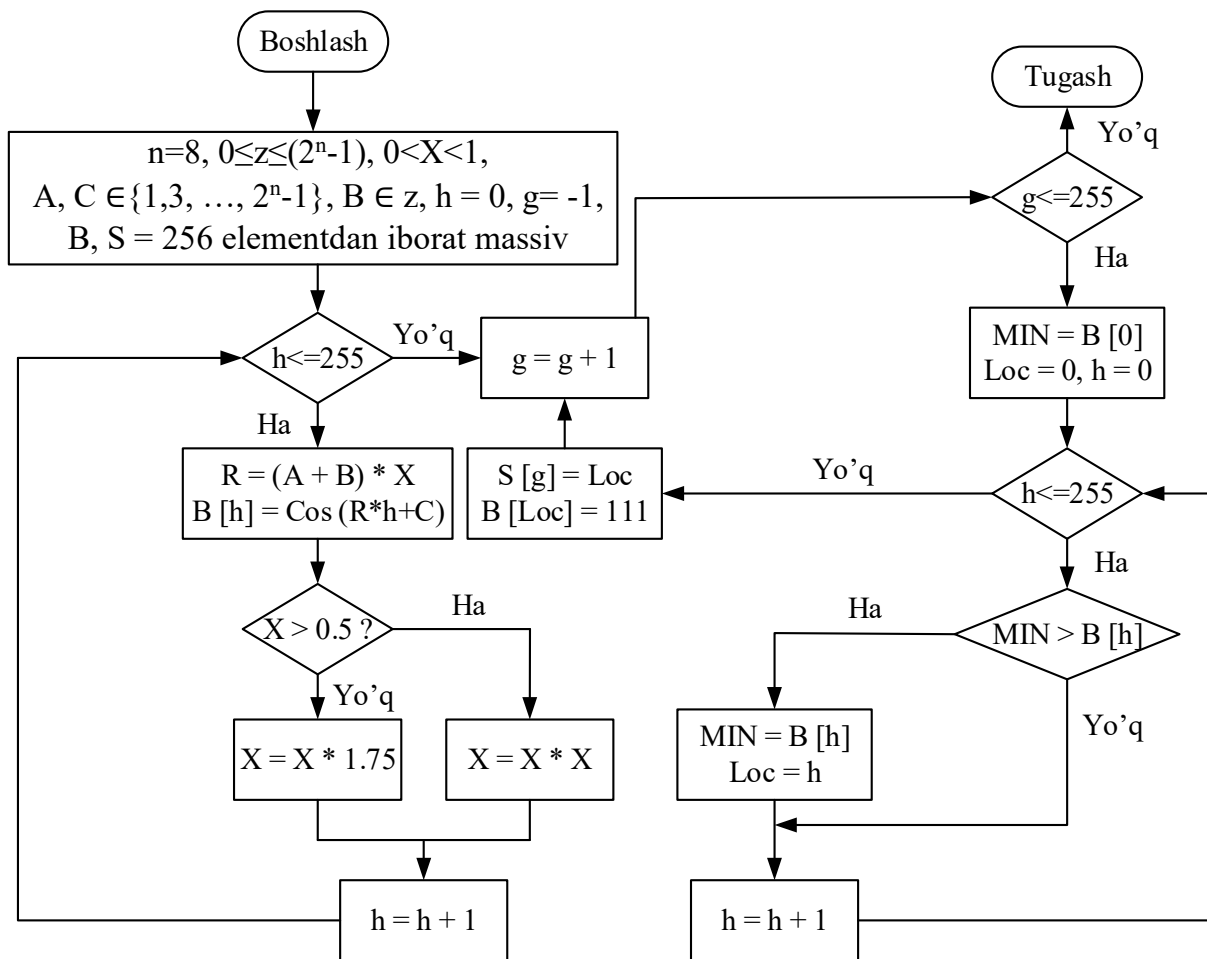 Boshlash
n=8, 0≤z≤(2ⁿ-1), 0<X<1,
A, C ∈{1,3, …, 2ⁿ-1}, B ∈ z, h = 0, g= -1,
B, S = 256 elementdan iborat massiv
h<=255
Yo’q
Ha
g = g + 1
R = (A + B) * X
B [h] = Cos (R*h+C)
X > 0.5 ?
Ha
Yo’q
X = X * 1.75
X = X * X
h = h + 1
Tugash
Yo’q
g<=255
Ha
MIN = B [0]
Loc = 0, h = 0
h<=255
Yo’q
S [g] = Loc
B [Loc] = 111
Ha
MIN > B [h]
Ha
Yo’q
MIN = B [h]
Loc = h
h = h + 1